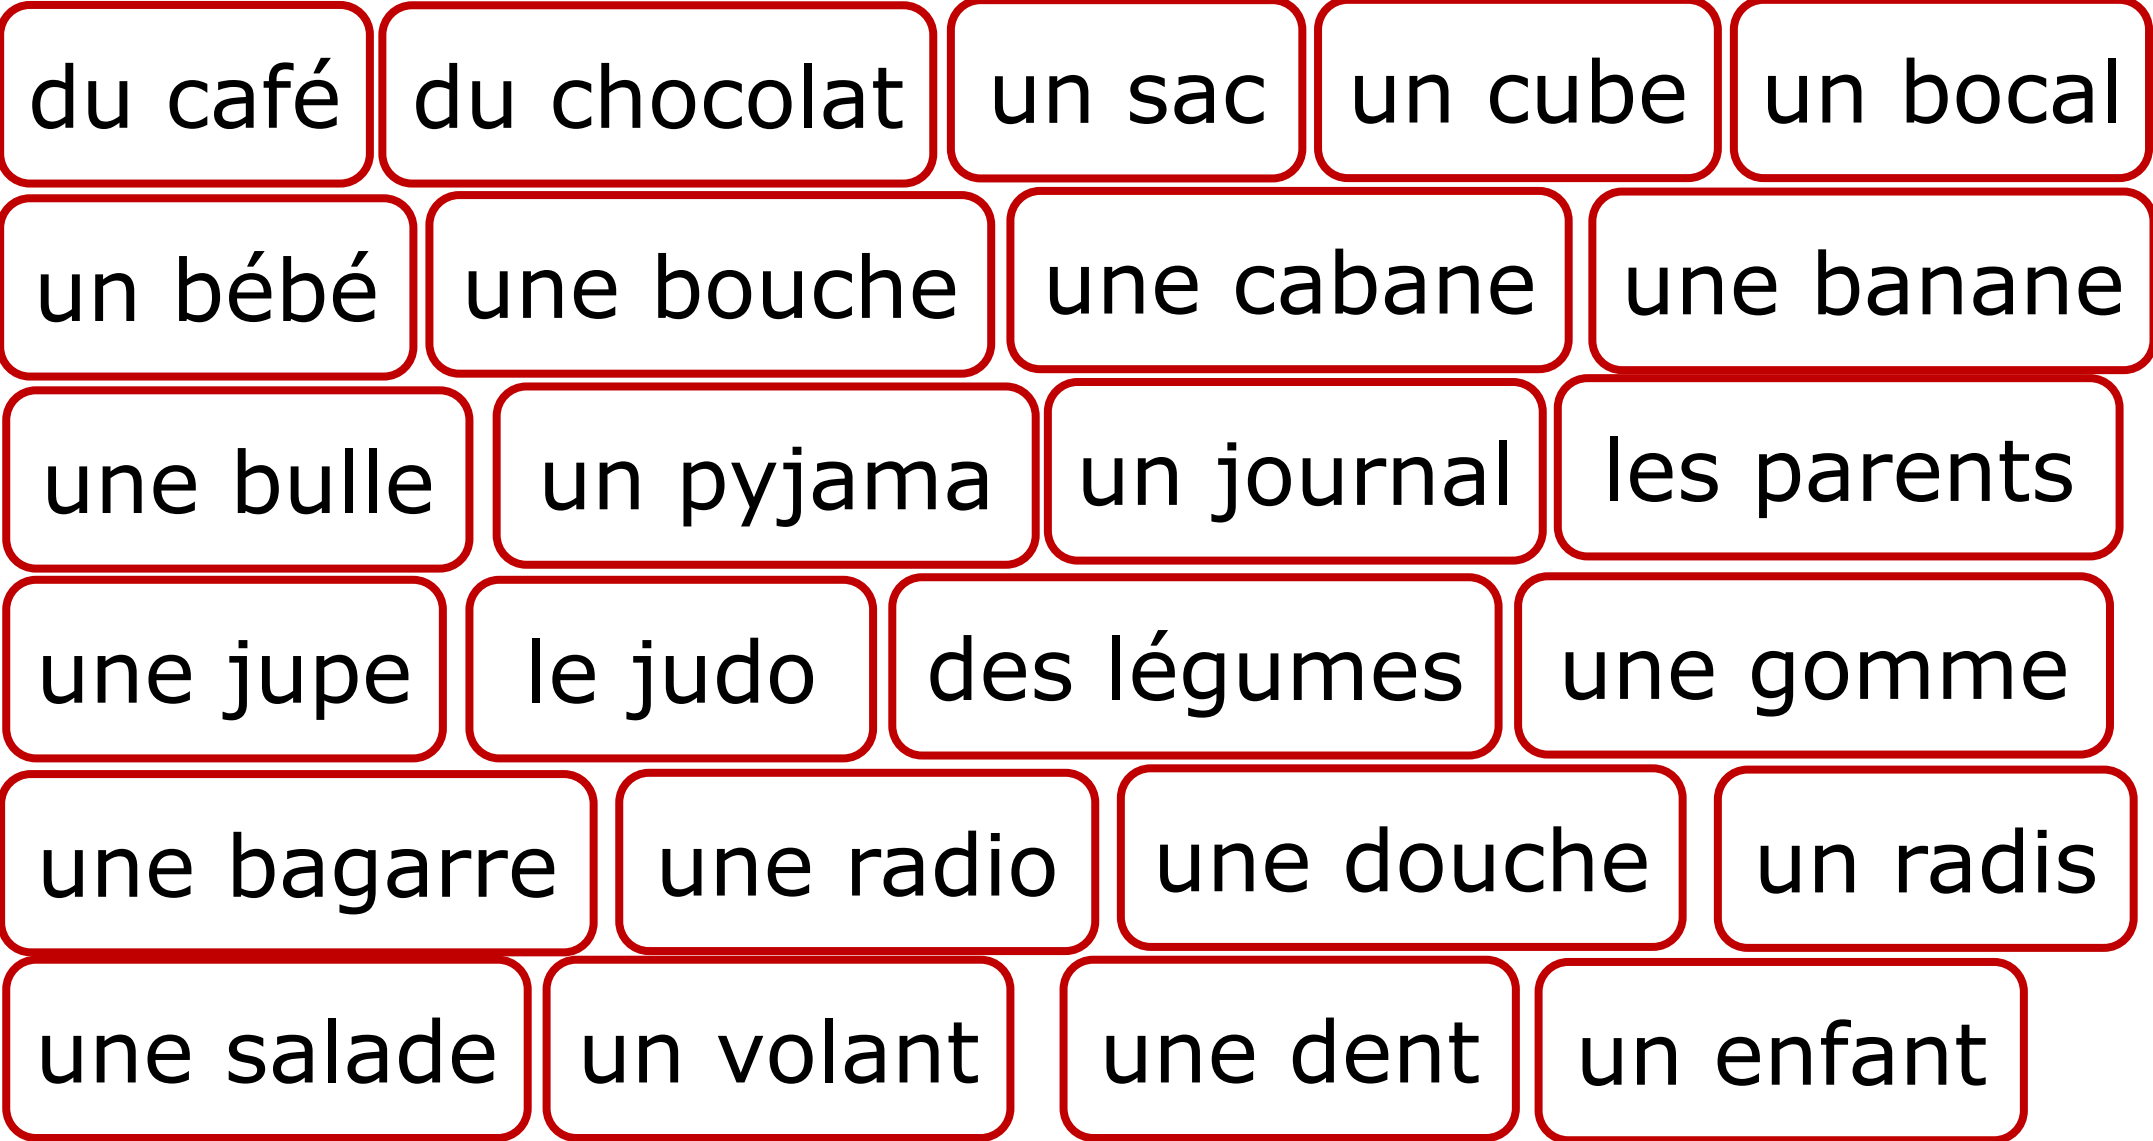 du café du chocolat un sac un cube un bocal
un bébé une bouche une cabane une banane
une bulle un pyjama un journal les parents
une jupe le judo des légumes une gomme
une bagarre une radio une douche un radis
une salade un volant une dent un enfant